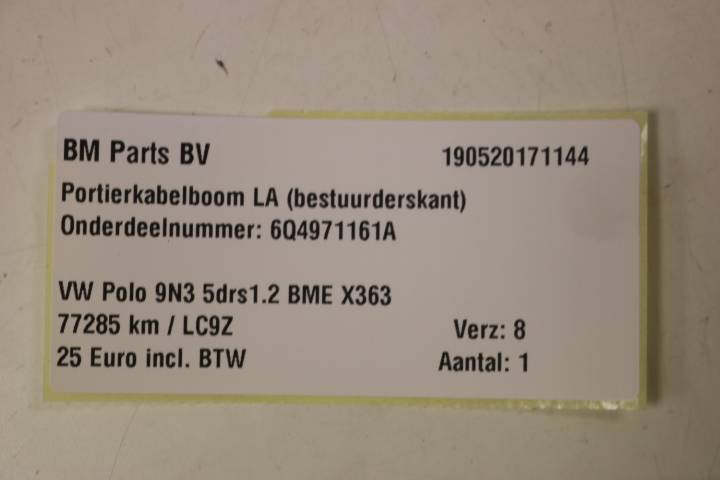 BM Parts BV 190520171144
Portierkabelboom LA (bestuurderskant)
Onderdeelnummer: 6Q4971161A
VW Polo 9N3 5drs1.2 BME X363
77285 km / LC9Z Verz: 8
25 Euro incl. BTW Aantal: 1